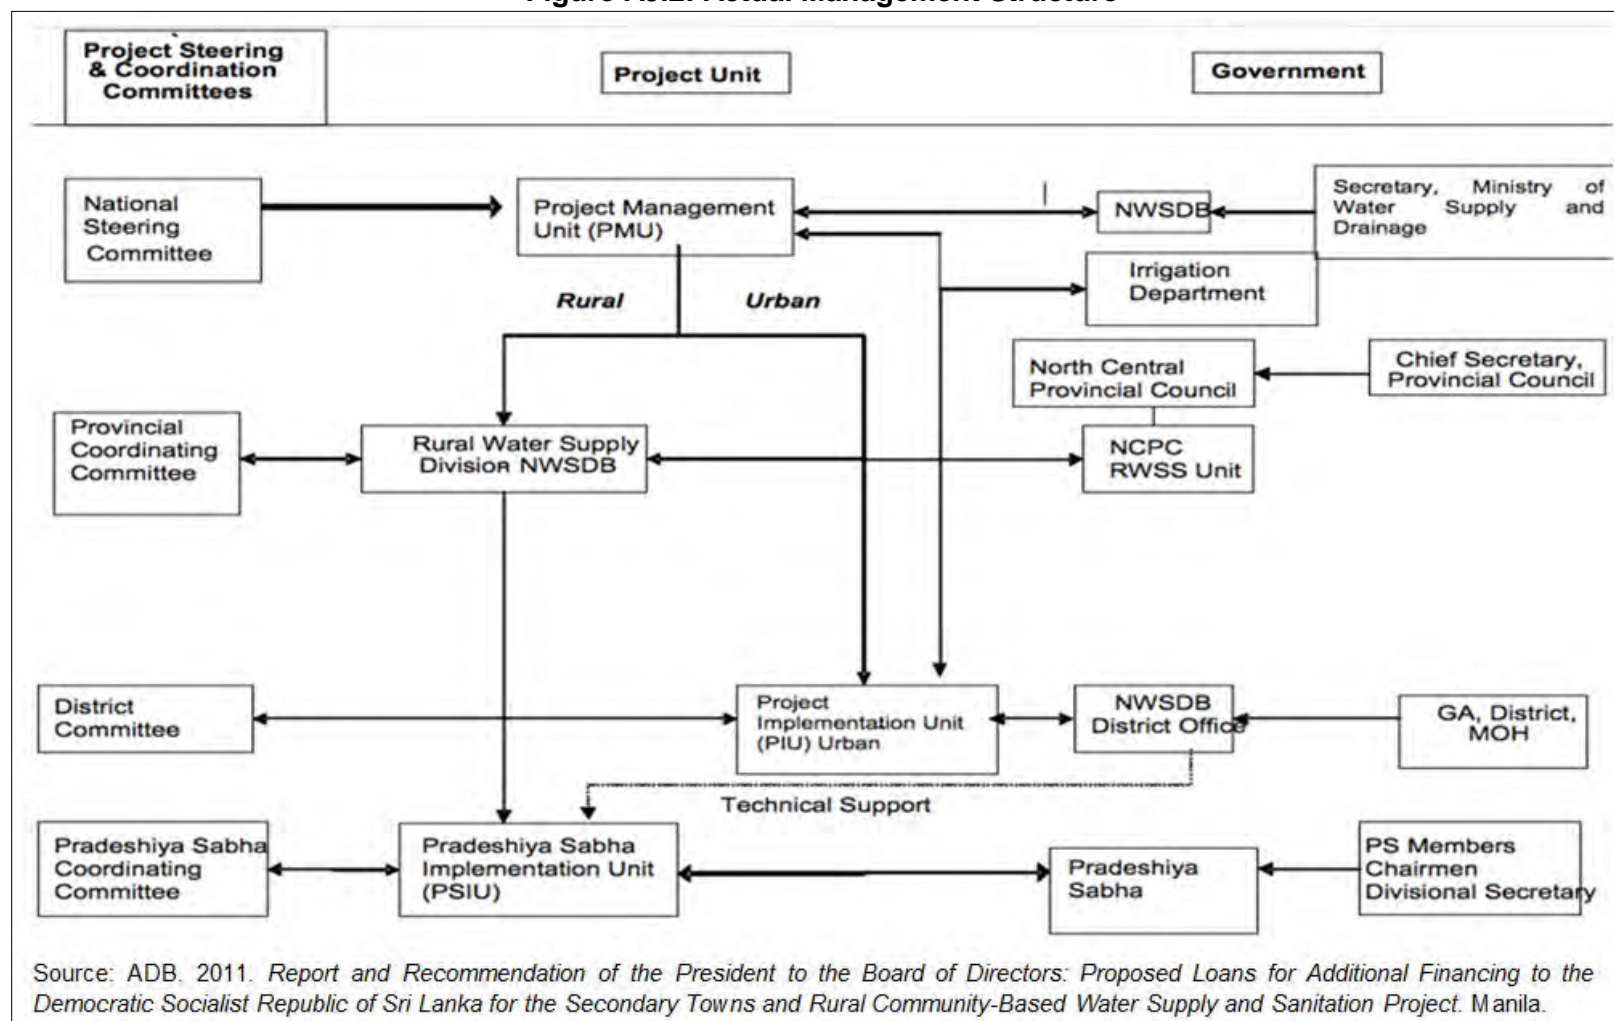 Figure A3.2: Actual Management Structure
Project Steering
& Coordination
Committees
Project Unit
Government
National
Steering
Committee
Project Management
Unit (PMU)
NWSDB
Secretary, Ministry of
Water Supply and
Drainage
Irrigation
Department
Rural
Urban
North Central
Provincial Council
Chief Secretary,
Provincial Council
Provincial
Coordinating
Committee
Rural Water Supply
Division NWSDB
NCPC
RWSS Unit
District
Committee
Project
Implementation Unit
(PIU) Urban
NWSDB
District Office
GA, District,
MOH
Technical Support
Pradeshiya Sabha
Coordinating
Committee
Pradeshiya Sabha
Implementation Unit
(PSIU)
Pradeshiya
Sabha
PS Members
Chairmen
Divisional Secretary
Source: ADB. 2011. Report and Recommendation of the President to the Board of Directors: Proposed Loans for Additional Financing to the
Democratic Socialist Republic of Sri Lanka for the Secondary Towns and Rural Community-Based Water Supply and Sanitation Project. Manila.